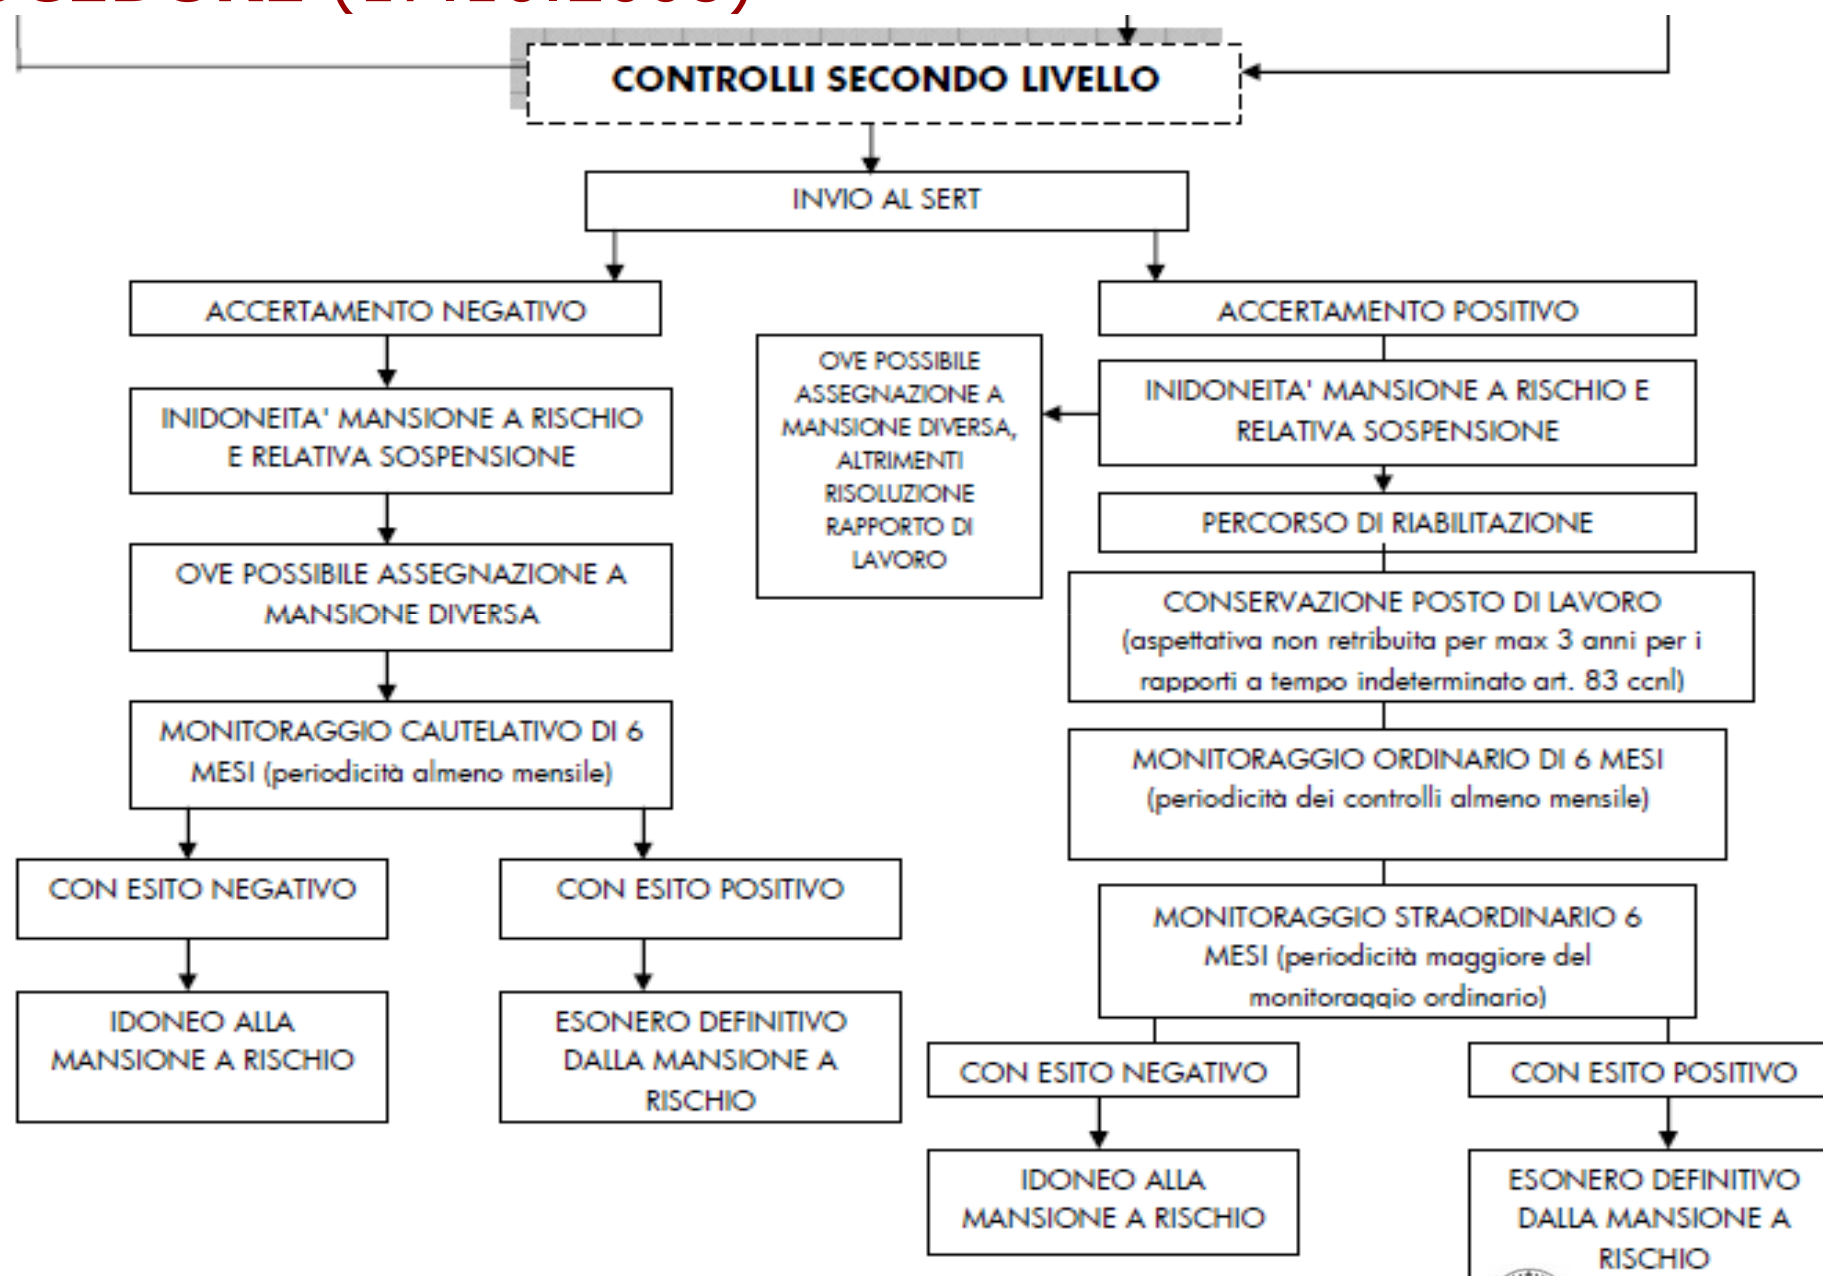 CONTROLLI SECONDO LIVELLO
INVIO AL SERT
ACCERTAMENTO NEGATIVO
INIDONEITA' MANSIONE A RISCHIO
E RELATIVA SOSPENSIONE
OVE POSSIBILE ASSEGNAZIONE A
MANSIONE DIVERSA
MONITORAGGIO CAUTELATIVO DI 6
MESI (periodicità almeno mensile)
CON ESITO NEGATIVO
IDONEO ALLA
MANSIONE A RISCHIO
CON ESITO POSITIVO
ESONERO DEFINITIVO
DALLA MANSIONE A
RISCHIO
ACCERTAMENTO POSITIVO
INIDONEITA' MANSIONE A RISCHIO E
RELATIVA SOSPENSIONE
OVE POSSIBILE
ASSEGNAZIONE A
MANSIONE DIVERSA,
ALTRIMENTI
RISOLUZIONE
RAPPORTO DI
LAVORO
PERCORSO DI RIABILITAZIONE
CONSERVAZIONE POSTO DI LAVORO
(aspettativa non retribuita per max 3 anni per i
rapporti a tempo indeterminato art. 83 ccnl)
MONITORAGGIO ORDINARIO DI 6 MESI
(periodicità dei controlli almeno mensile)
MONITORAGGIO STRAORDINARIO 6
MESI (periodicità maggiore del
monitoraggio ordinario)
CON ESITO NEGATIVO
IDONEO ALLA
MANSIONE A RISCHIO
CON ESITO POSITIVO
ESONERO DEFINITIVO
DALLA MANSIONE A
RISCHIO